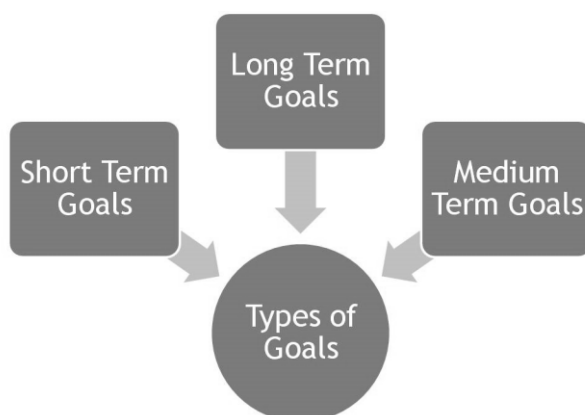 Long Term
Goals
Short Term
Goals
Medium
Term Goals
Types of
Goals